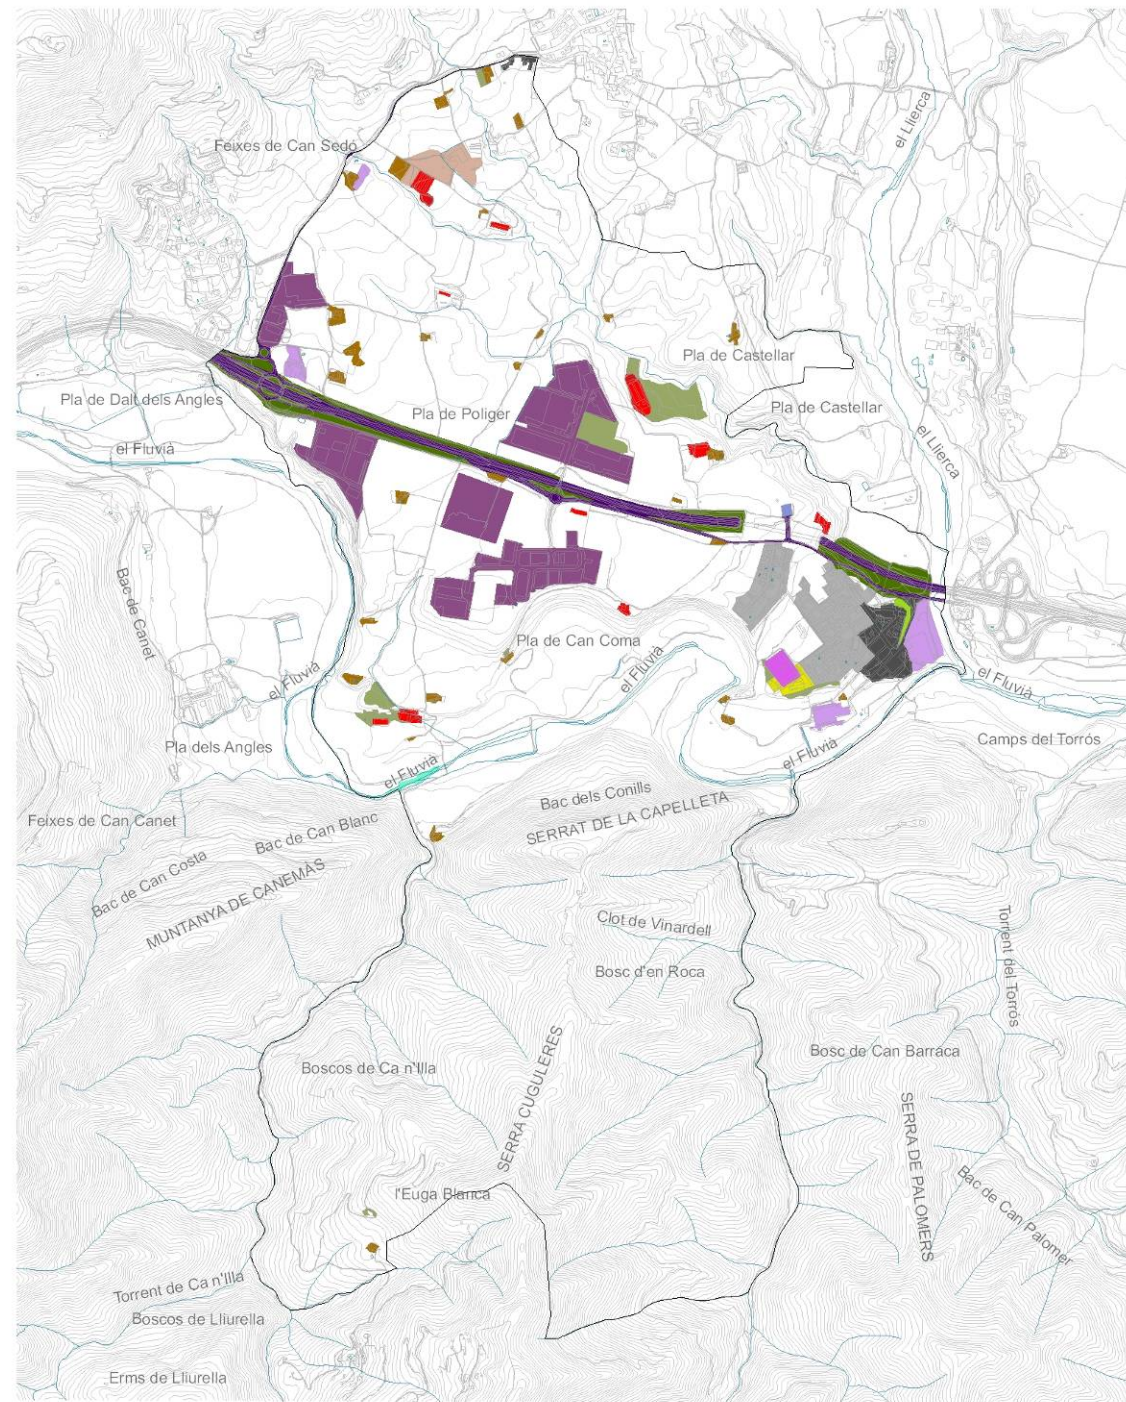 el Llierca
Feixes de Can Sedó
Pla de Castellar
Pla de Dalt dels Angles
Pla de Poliger
Pla de Castellar
el Fluvià
el Llierca
Bac de Canet
Pla de Can Coma
el Fluvià
el Fluvià
el Fluvià
Pla dels Angles
Camps del Torrós
el Fluvià
el Fluvià
Bac dels Conills
Feixes de Can Canet
Bac de Can Blanc
SERRAT DE LA CAPELLETA
Bac de Can Costa
MUNTANYA DE CANEMÀS
Clot de Vinardell
Torrent del Torrós
Bosc d'en Roca
Bosc de Can Barraca
Boscos de Ca n'Illa
SERRA CUGULERES
SERRA DE PALOMERS
l'Euga Blanca
Bac de Can Palomer
Torrent de Ca n'Illa
Boscos de Lliurella
Erms de Lliurella